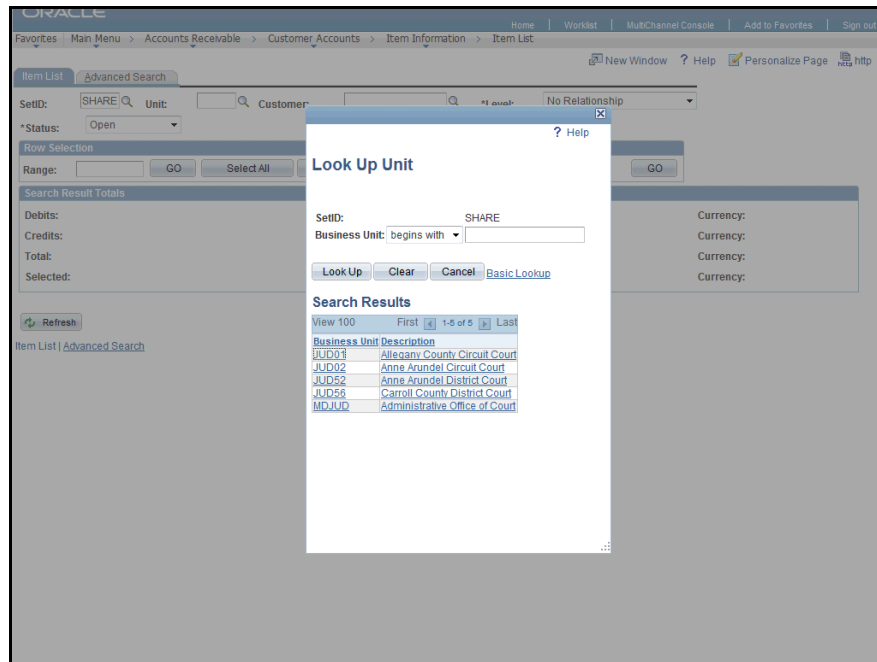 ORACLE
Home | Worklist | MultiChannel Console | Add to Favorites | Sign out
Favorites | Main Menu > Accounts Receivable > Customer Accounts > Item Information > Item List
New Window ? Help Personalize Page http
Item List Advanced Search
SetID: SHARE Unit: Customer: *Level: No Relationship
*Status: Open
? Help
Row Selection
Range: GO Select All GO
Look Up Unit
Search Result Totals
Debits: Currency:
Credits: Currency:
Total: Currency:
Selected: Currency:
SetID: SHARE
Business Unit: begins with
Look Up Clear Cancel Basic Lookup
Search Results
View 100 First 1-5 of 5 Last
Business Unit Description
JUD01 Allegany County Circuit Court
JUD02 Anne Arundel Circuit Court
JUD52 Anne Arundel District Court
JUD56 Carroll County District Court
MDJUD Administrative Office of Court
Refresh
Item List | Advanced Search